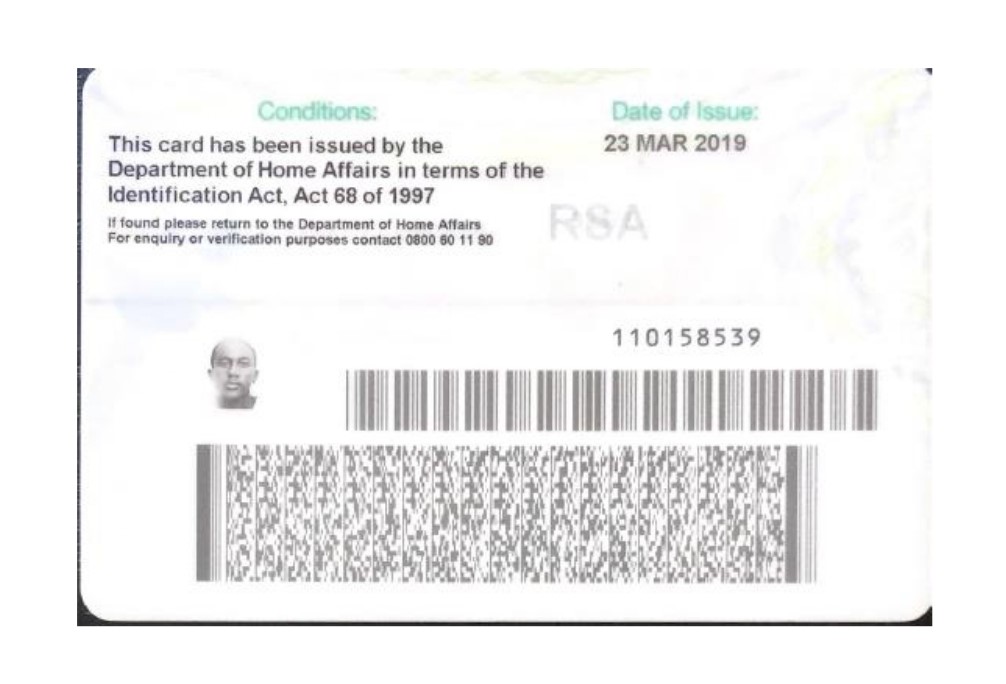 Conditions:
This card has been issued by the
Department of Home Affairs in terms of the
Identification Act, Act 68 of 1997
If found please return to the Department of Home Affairs
For enquiry or verification purposes contact 0800 60 11 90
Date of Issue:
23 MAR 2019
RSA
110158539